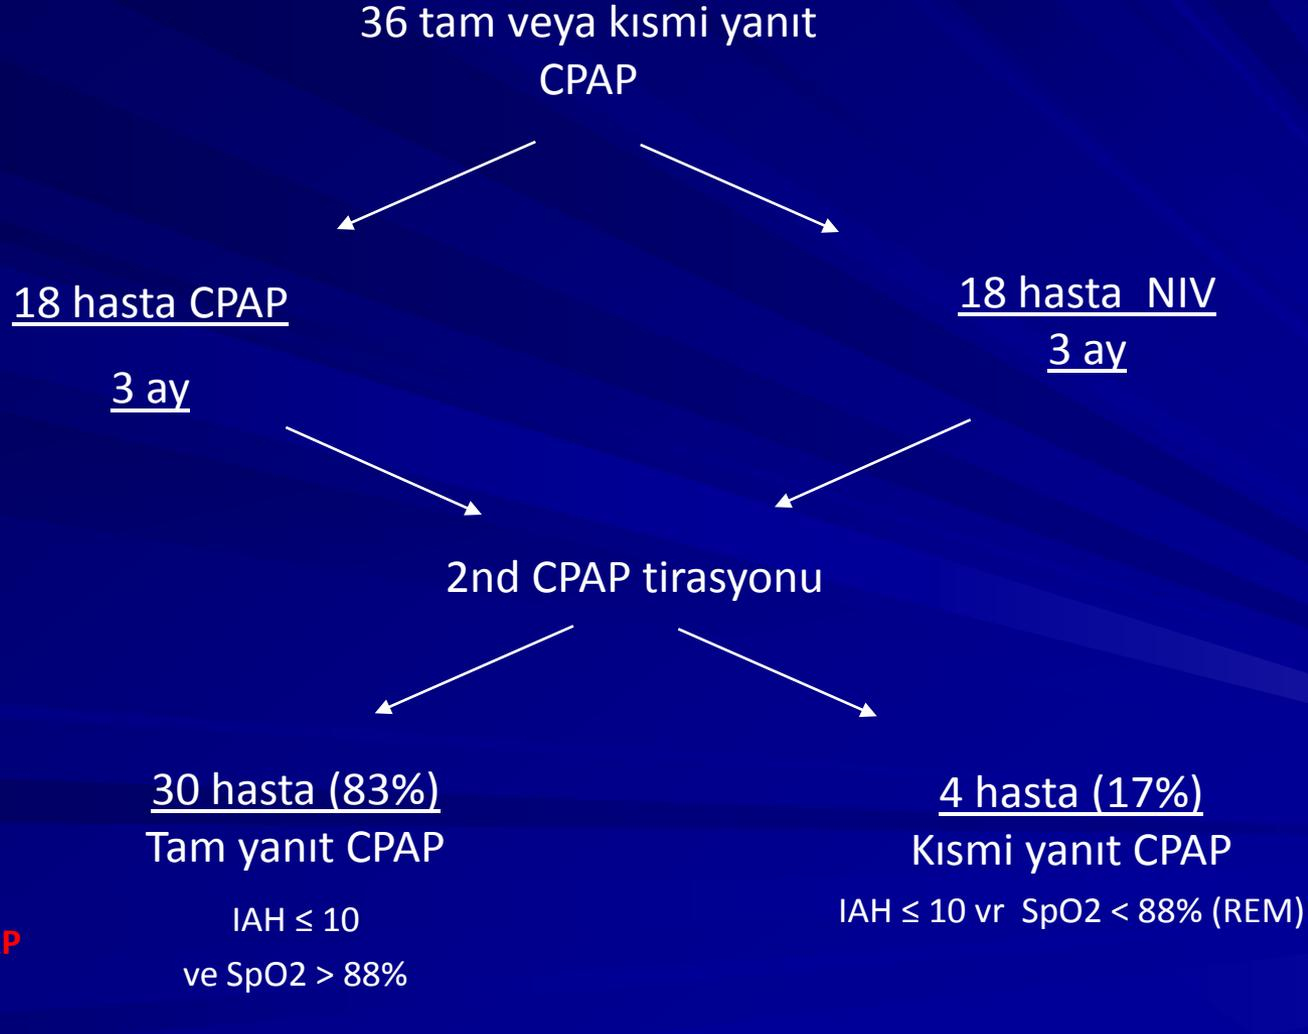 36 tam veya kısmi yanıt
CPAP
18 hasta CPAP
3 ay
18 hasta  NIV
3 ay
2nd CPAP tirasyonu
30 hasta (83%)
Tam yanıt CPAP
IAH ≤ 10
ve SpO2 > 88%
4 hasta (17%)
Kısmi yanıt CPAP
IAH ≤ 10 vr  SpO2 < 88% (REM)
P